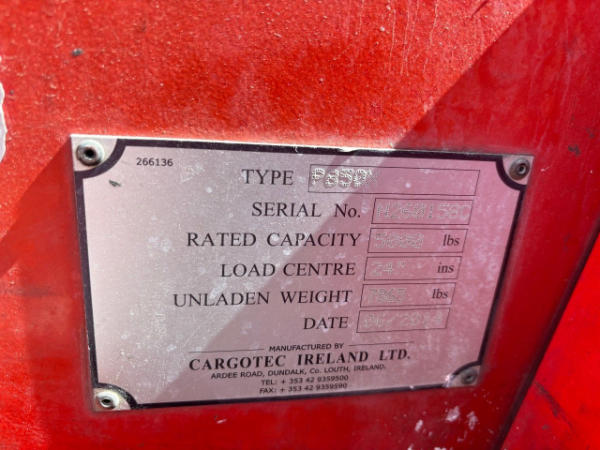 266136
TYPE
SERIAL No.
RATED CAPACITY lbs
LOAD CENTRE 24" ins
UNLADEN WEIGHT lbs
DATE
MANUFACTURED BY
CARGOTEC IRELAND LTD.
ARDEE ROAD, DUNDALK, Co. LOUTH, IRELAND.
TEL: + 353 42 9359500
FAX: + 353 42 9359590